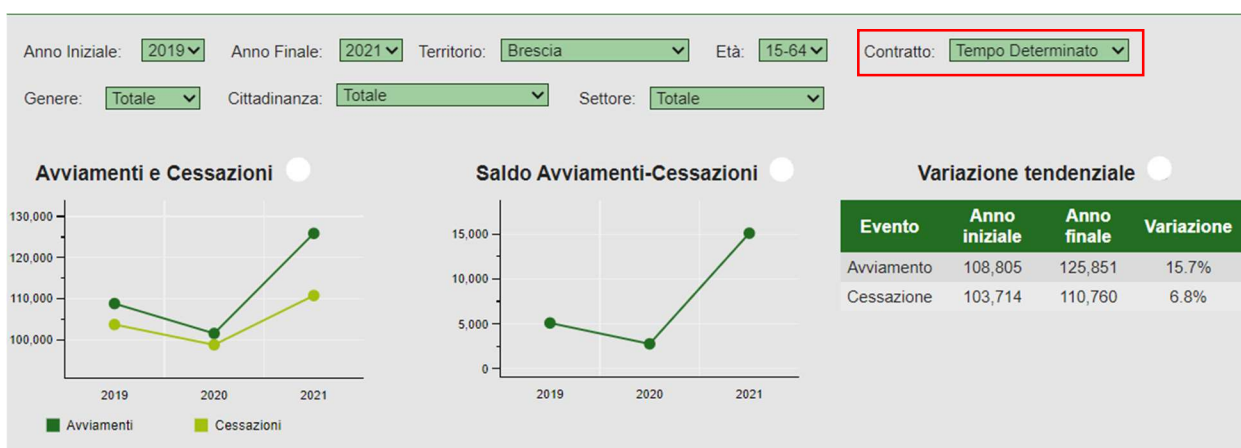 Anno Iniziale: 2019 Anno Finale: 2021 Territorio: Brescia Età: 15-64 Contratto: Tempo Determinato
Genere: Totale Cittadinanza: Totale Settore: Totale
Avviamenti e Cessazioni
130,000
120,000
110,000
100,000
2019 2020 2021
Avviamenti Cessazioni
Saldo Avviamenti-Cessazioni
15,000
10,000
5,000
0
2019 2020 2021
Variazione tendenziale
Evento Anno iniziale Anno finale Variazione
Avviamento 108,805 125,851 15.7%
Cessazione 103,714 110,760 6.8%